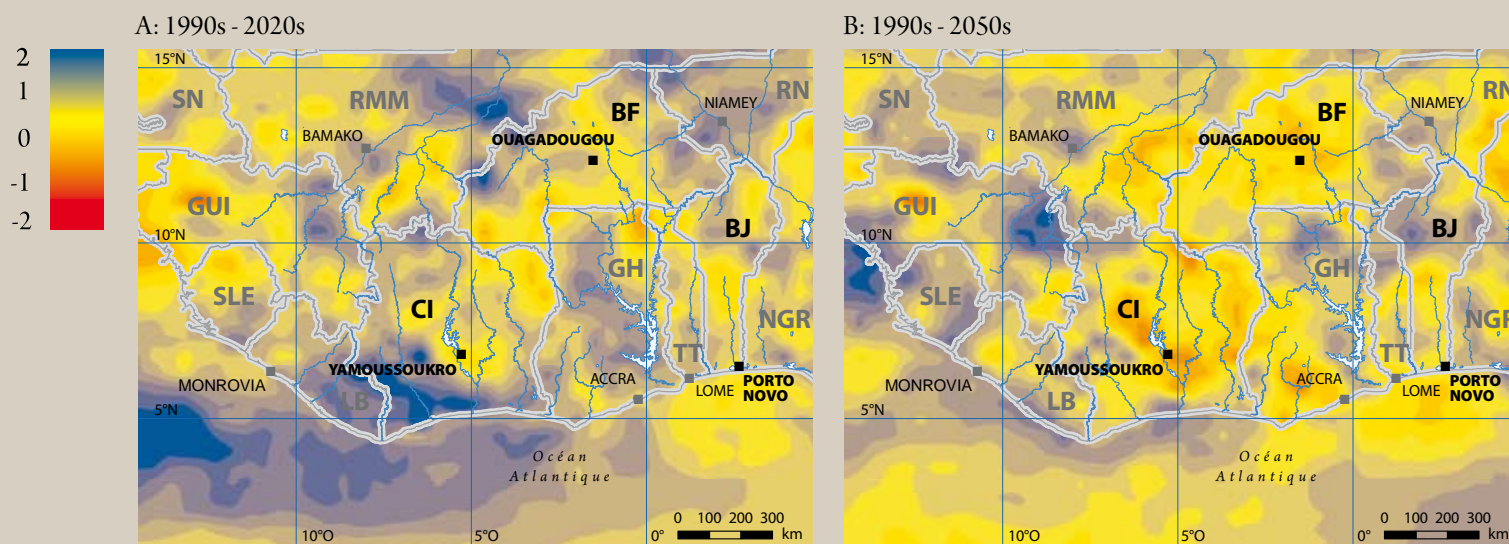 A: 1990s - 2020s
2
1
0
-1
-2
15°N
SN
RMM
BF
RN
NIAMEY
BAMAKO
OUAGADOUGOU
GUI
BJ
10°N
SLE
CI
GH
NGR
TT
YAMOUSSOUKRO
MONROVIA
LB
ACCRA
LOME
PORTO
NOVO
5°N
Océan
Atlantique
0 100 200 300
km
10°O
5°O
0°
B: 1990s - 2050s
15°N
SN
RMM
BF
RN
NIAMEY
BAMAKO
OUAGADOUGOU
GUI
BJ
10°N
SLE
CI
GH
NGR
TT
YAMOUSSOUKRO
MONROVIA
LB
ACCRA
LOME
PORTO
NOVO
5°N
Océan
Atlantique
0 100 200 300
km
10°O
5°O
0°